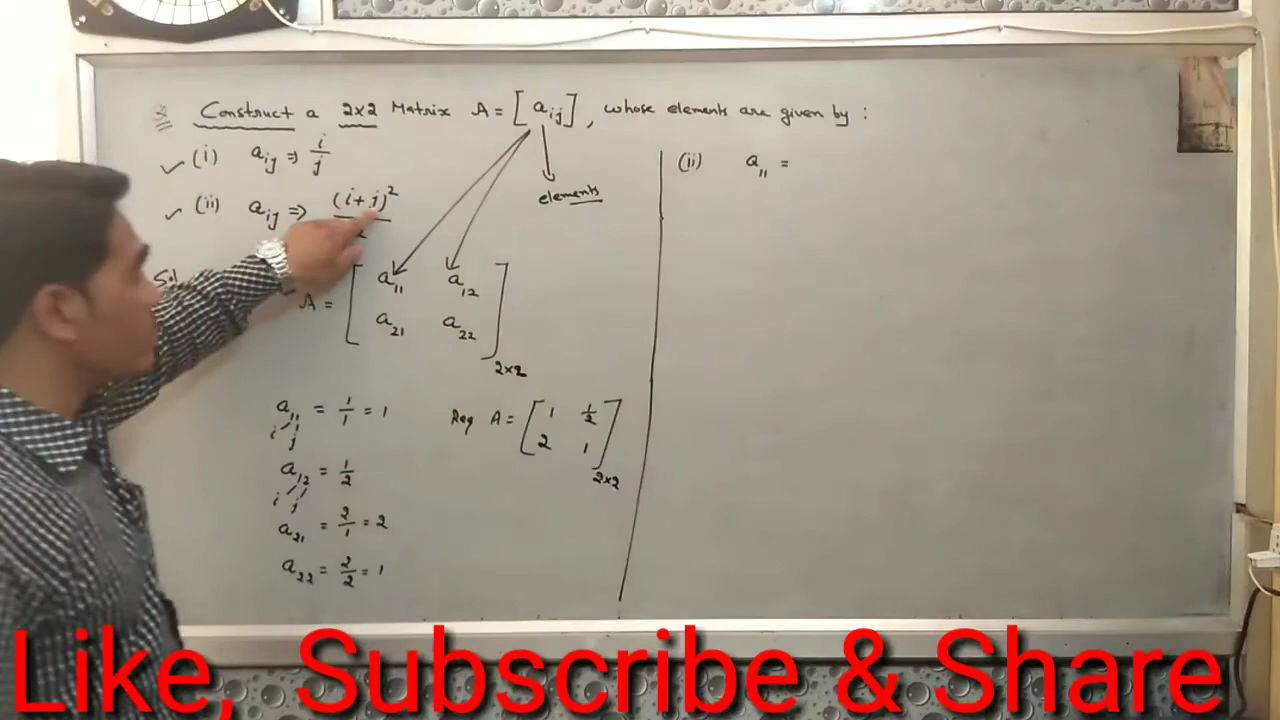 Construct a 2x2 Matrix A = [aᵢⱼ], whose elements are given by :
(i) aᵢⱼ ⇒ i/j
(ii) aᵢⱼ ⇒ (i+j)²/2
elements
Sol
A = [a₁₁ a₁₂
a₂₁ a₂₂]₂ₓ₂
a₁₁ = 1/1 = 1
i j
a₁₂ = 1/2
i j
a₂₁ = 2/1 = 2
a₂₂ = 2/2 = 1
Req A = [1 1/2
2 1]₂ₓ₂
(ii) a₁₁ =
Like, Subscribe & Share